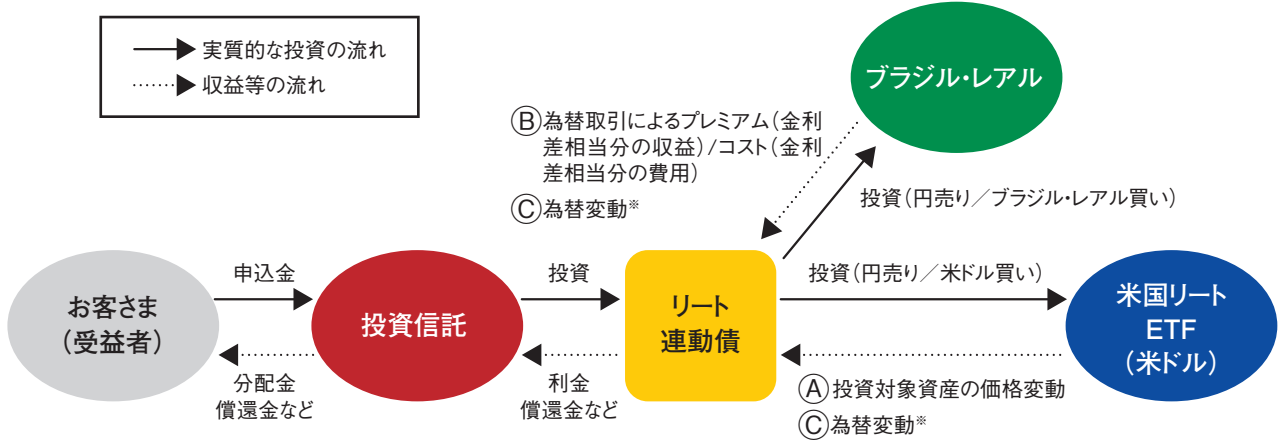 実質的な投資の流れ
収益等の流れ
ブラジル・レアル
Ⓑ為替取引によるプレミアム(金利
差相当分の収益)/コスト(金利
差相当分の費用)
Ⓒ為替変動※
投資(円売り/ブラジル・レアル買い)
お客さま
(受益者)
申込金
分配金
償還金など
投資信託
投資
利金
償還金など
リート
連動債
投資(円売り/米ドル買い)
Ⓐ投資対象資産の価格変動
Ⓒ為替変動※
米国リート
ETF
(米ドル)